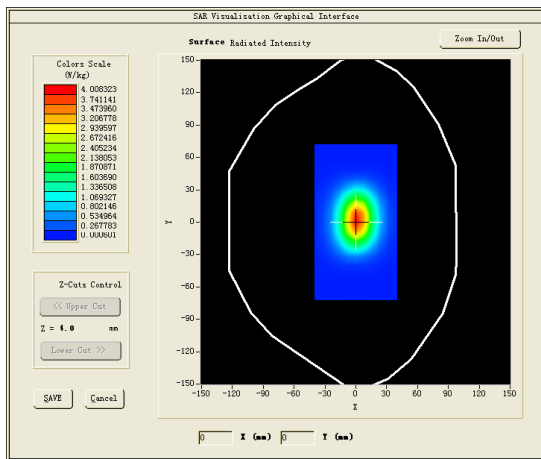 SAR Visualization Graphical Interface
Surface Radiated Intensity
Zoom In/Out
Colors Scale
(W/kg)
4.008323
3.741141
3.473960
3.206778
2.939597
2.672416
2.405234
2.138053
1.870871
1.603690
1.336508
1.069327
0.802146
0.534964
0.267783
0.000601
150
120
90
60
30
0
-30
-60
-90
-120
-150
Y
-150 -120 -90 -60 -30 0 30 60 90 120 150
X
Z-Cuts Control
<< Upper Cut
Z = 4.0 mm
Lower Cut >>
SAVE Cancel
0 X (mm) 0 Y (mm)